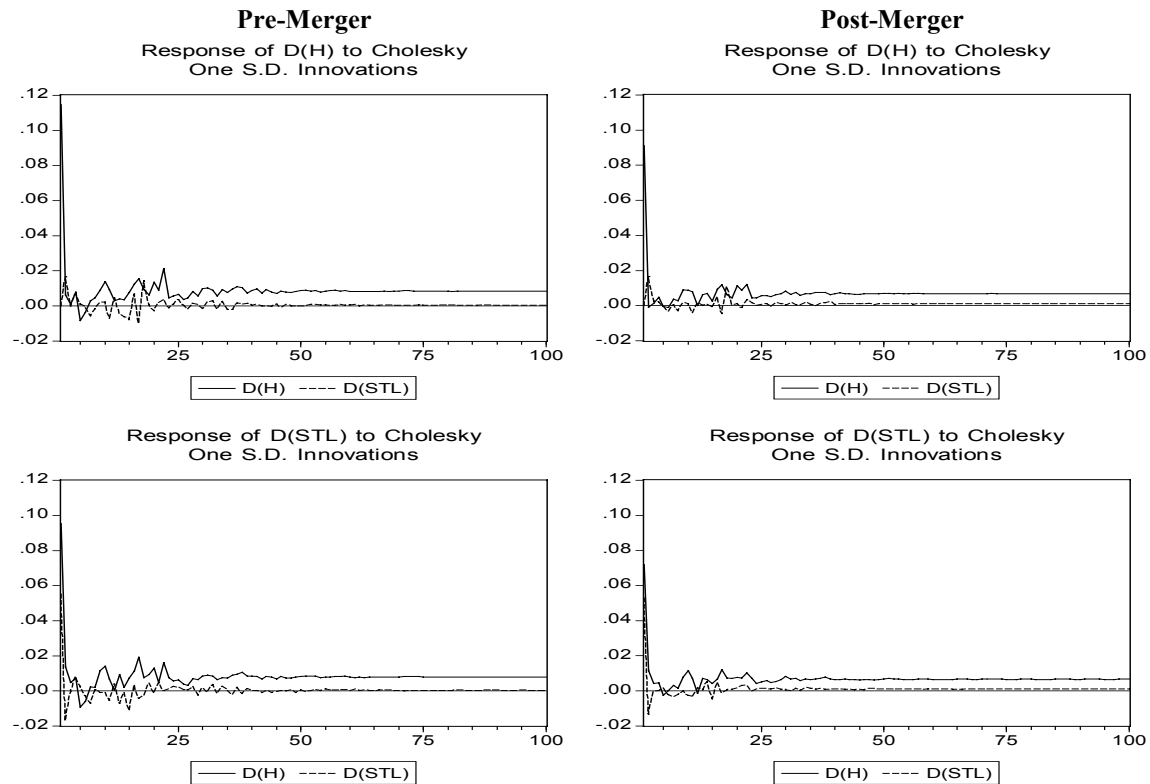 Pre-Merger
Response of D(H) to Cholesky
One S.D. Innovations
.12
.10
.08
.06
.04
.02
.00
-.02
25
50
75
100
D(H)
D(STL)
Post-Merger
Response of D(H) to Cholesky
One S.D. Innovations
.12
.10
.08
.06
.04
.02
.00
-.02
25
50
75
100
D(H)
D(STL)
Response of D(STL) to Cholesky
One S.D. Innovations
.12
.10
.08
.06
.04
.02
.00
-.02
25
50
75
100
D(H)
D(STL)
Response of D(STL) to Cholesky
One S.D. Innovations
.12
.10
.08
.06
.04
.02
.00
-.02
25
50
75
100
D(H)
D(STL)